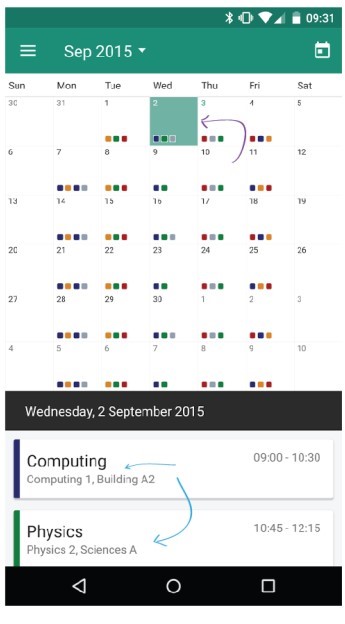 09:31
Sep 2015
Sun Mon Tue Wed Thu Fri Sat
30 31 1 2 3 4 5
6 7 8 9 10 11 12
13 14 15 16 17 18 19
20 21 22 23 24 25 26
27 28 29 30 1 2 3
4 5 6 7 8 9 10
Wednesday, 2 September 2015
Computing 09:00 - 10:30
Computing 1, Building A2
Physics 10:45 - 12:15
Physics 2, Sciences A